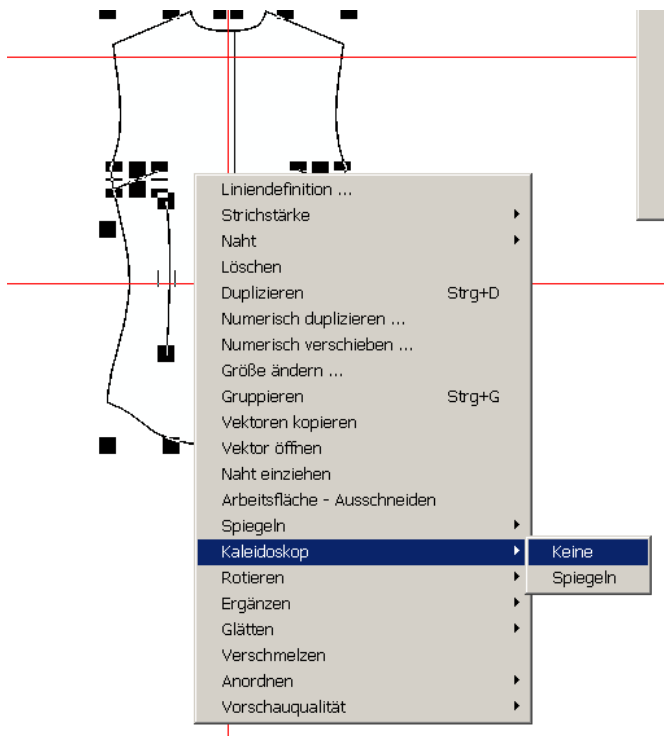 Liniendefinition ...
Strichstärke
Naht
Löschen
Duplizieren Strg+D
Numerisch duplizieren ...
Numerisch verschieben ...
Größe ändern ...
Gruppieren Strg+G
Vektoren kopieren
Vektor öffnen
Naht einziehen
Arbeitsfläche - Ausschneiden
Spiegeln
Kaleidoskop Keine
Rotieren Spiegeln
Ergänzen
Glätten
Verschmelzen
Anordnen
Vorschauqualität